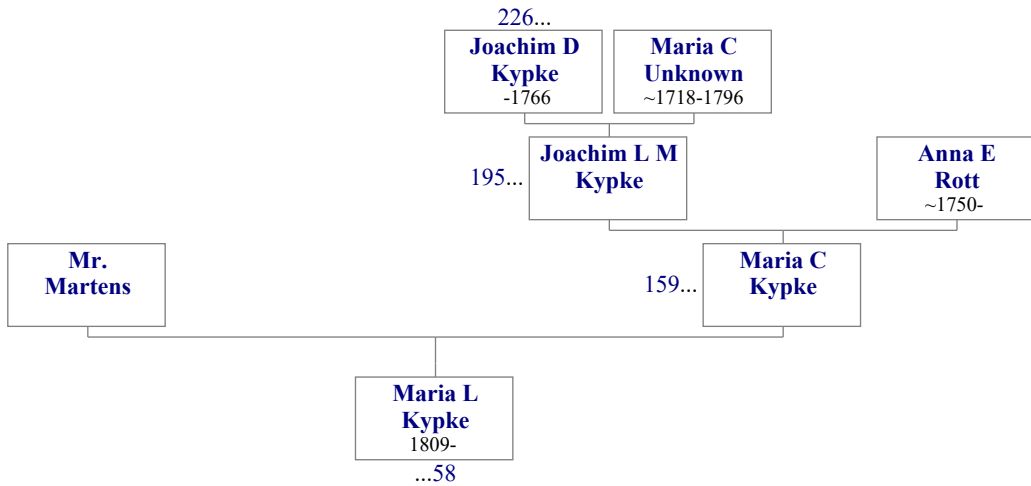 226...
Joachim D
Kypke
-1766
Maria C
Unknown
~1718-1796
195...
Joachim L M
Kypke
Anna E
Rott
~1750-
Mr.
Martens
159...
Maria C
Kypke
Maria L
Kypke
1809-
...58